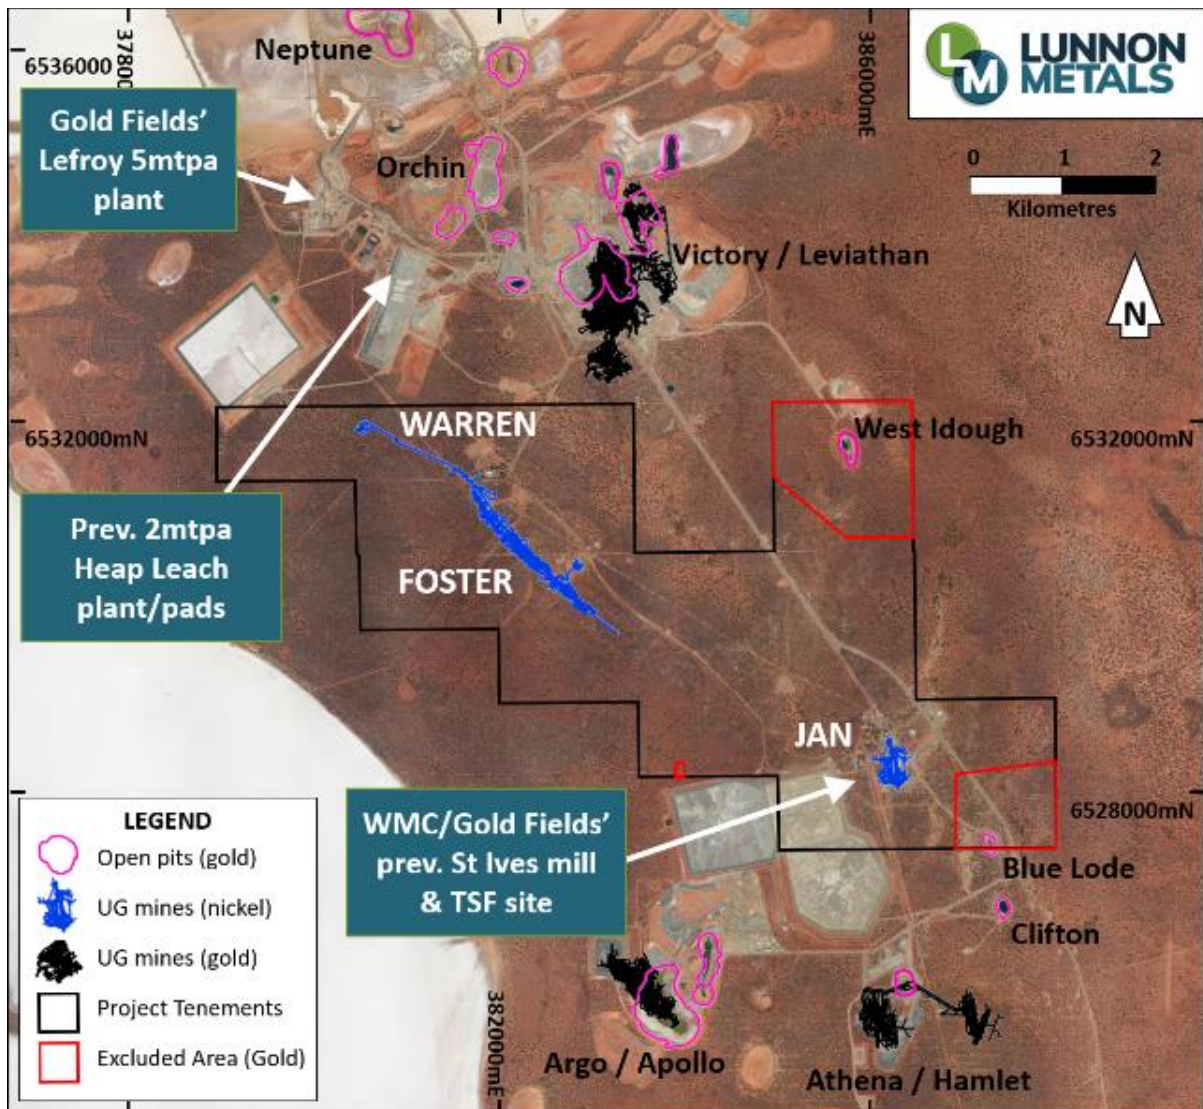 37800
386000mE
LUNNON
METALS
LM
Neptune
6536000
Gold Fields'
Lefroy 5mtpa
plant
Orchin
0 1 2
Kilometres
Victory / Leviathan
N
WARREN
West Idough
6532000mN
6532000mN
Prev. 2mtpa
Heap Leach
plant/pads
FOSTER
JAN
LEGEND
Open pits (gold)
UG mines (nickel)
UG mines (gold)
Project Tenements
Excluded Area (Gold)
WMC/Gold Fields'
prev. St Ives mill
& TSF site
6528000mN
Blue Lode
Clifton
382000mE
Argo / Apollo
Athena / Hamlet